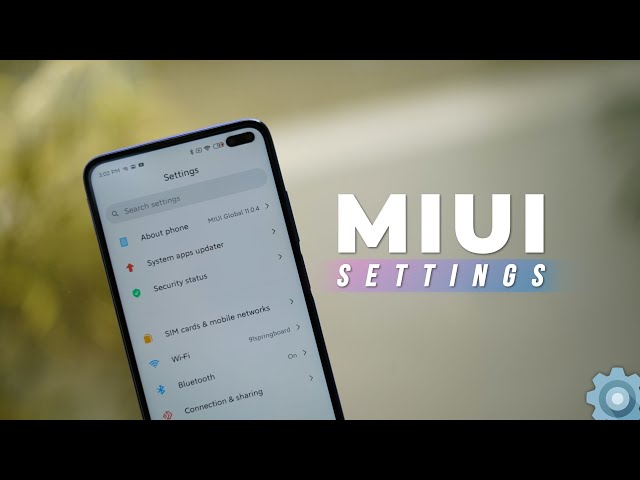 3:02 PM
Settings
Search settings
About phone MIUI Global 11.0.4
System apps updater
Security status
SIM cards & mobile networks
Wi-Fi 91springboard
Bluetooth On
Connection & sharing
MIUI
SETTINGS